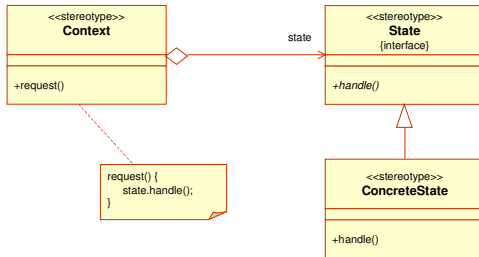 <<stereotype>>
Context
+request()
state
<<stereotype>>
State
{interface}
+handle()
request() {
state.handle();
}
<<stereotype>>
ConcreteState
+handle()